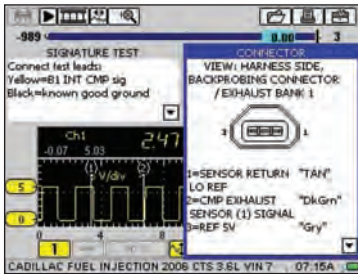 -989
0.00
3
SIGNATURE TEST
Connect test leads:
Yellow=B1 INT CMP sig
Black=known good ground
CONNECTOR
VIEW: HARNESS SIDE,
BACKPROBING CONNECTOR
/EXHAUST BANK 1
3
1
1=SENSOR RETURN "TAN"
LO REF
2=CMP EXHAUST "DkGrn"
SENSOR (1) SIGNAL
3=REF 5V "Gry"
Ch1
2.47
-0.07 5.03
(1)
(2)
V/div
5
0
0 4 8
1
CADILLAC FUEL INJECTION 2006 CTS 3.6L VIN 7 07:15A